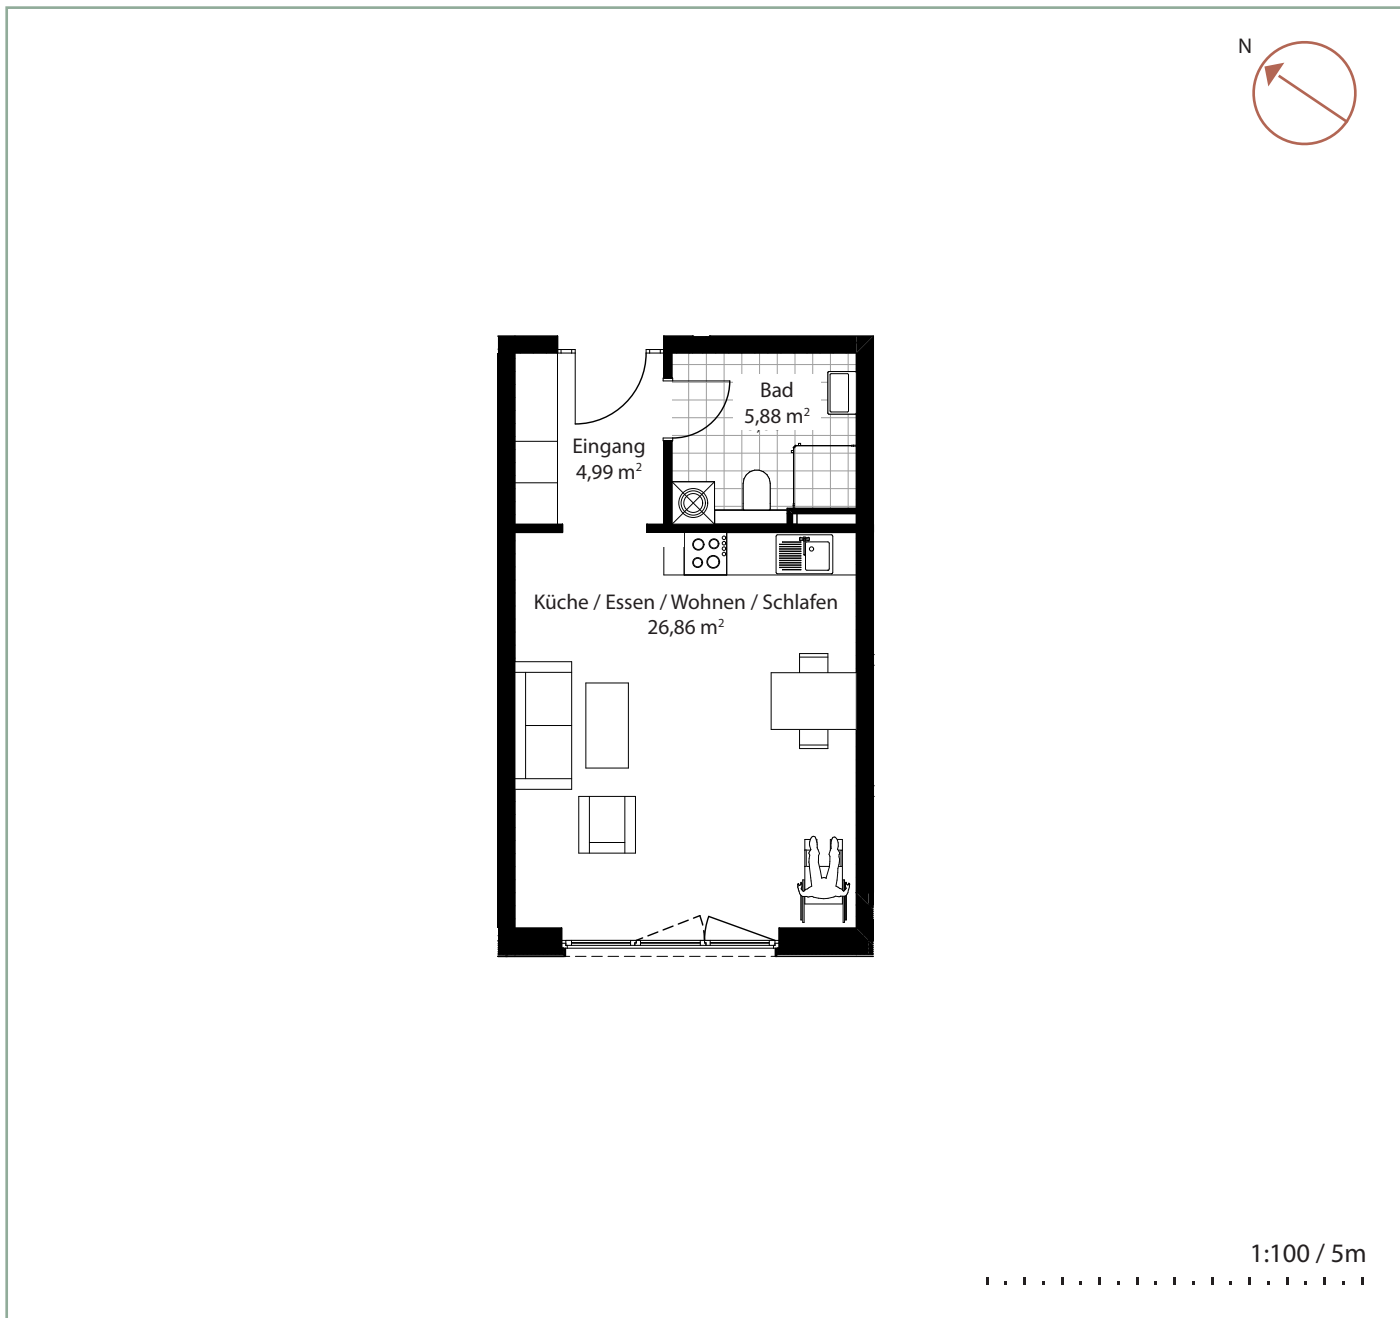 N
Bad
5,88 m²
Eingang
4,99 m²
Küche / Essen / Wohnen / Schlafen
26,86 m²
1:100 / 5m